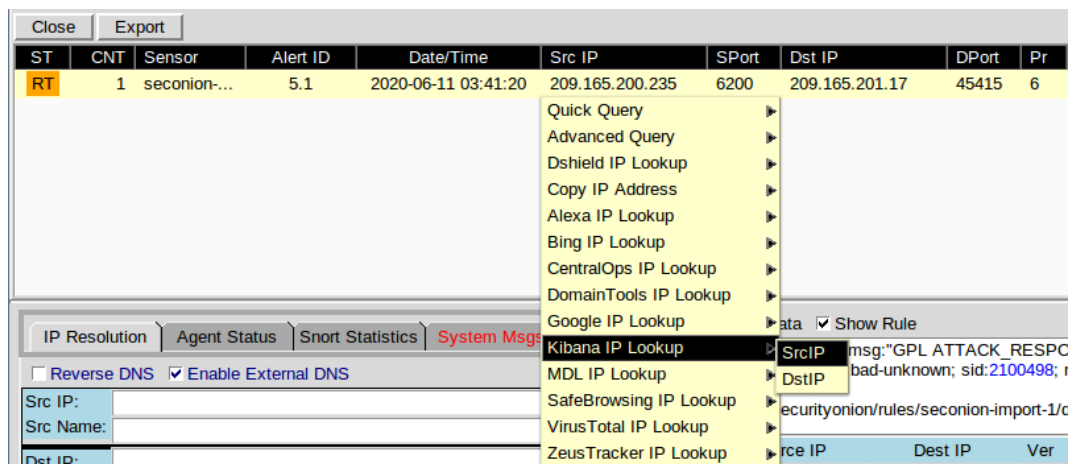 Close Export
ST CNT Sensor Alert ID Date/Time Src IP SPort Dst IP DPort Pr
RT 1 seconion-... 5.1 2020-06-11 03:41:20 209.165.200.235 6200 209.165.201.17 45415 6
Quick Query
Advanced Query
Dshield IP Lookup
Copy IP Address
Alexa IP Lookup
Bing IP Lookup
CentralOps IP Lookup
DomainTools IP Lookup
Google IP Lookup
Kibana IP Lookup
MDL IP Lookup
SafeBrowsing IP Lookup
VirusTotal IP Lookup
ZeusTracker IP Lookup
SrcIP
DstIP
IP Resolution Agent Status Snort Statistics System Msgs
Reverse DNS Enable External DNS
Src IP:
Src Name:
Dst IP:
ata Show Rule
msg:"GPL ATTACK_RESPO
bad-unknown; sid:2100498; r
ecurityonion/rules/seconion-import-1/d
rce IP Dest IP Ver